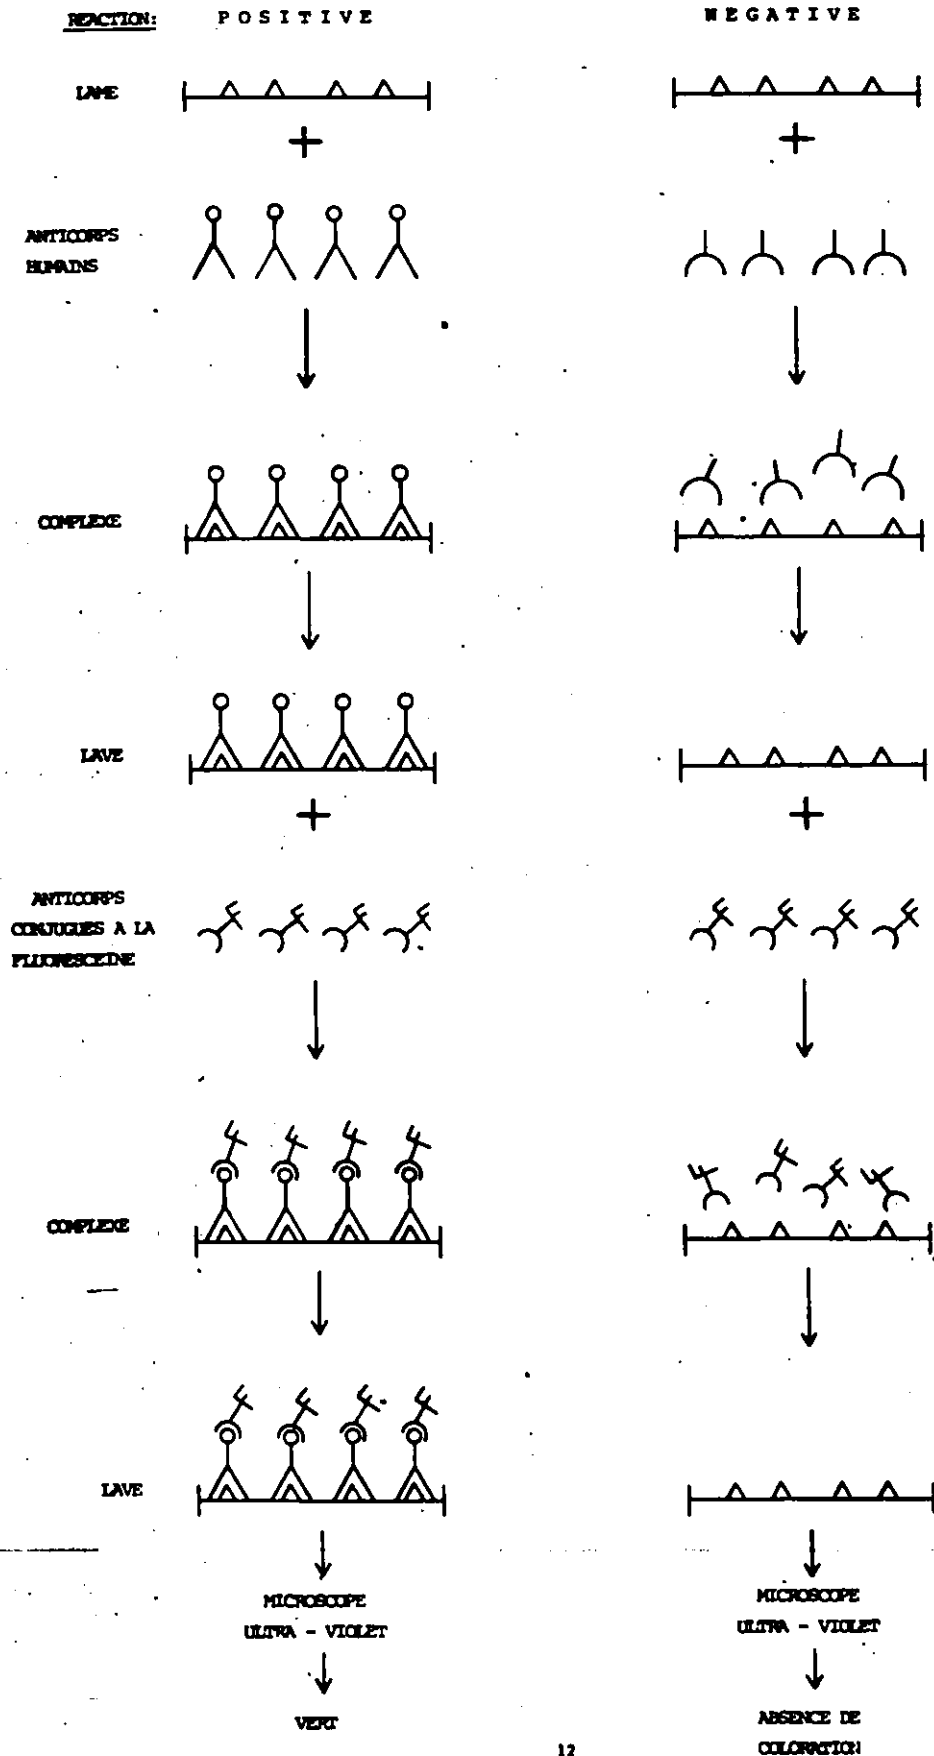 REACTION: POSITIVE NEGATIVE
LAME
ANTICORPS
HUMAINS
COMPLEXE
LAVE
ANTICORPS
CONJUGUES A LA
FLUORESCEINE
COMPLEXE
LAVE
MICROSCOPE
ULTRA - VIOLET
VERT
MICROSCOPE
ULTRA - VIOLET
ABSENCE DE
COLORATION
12